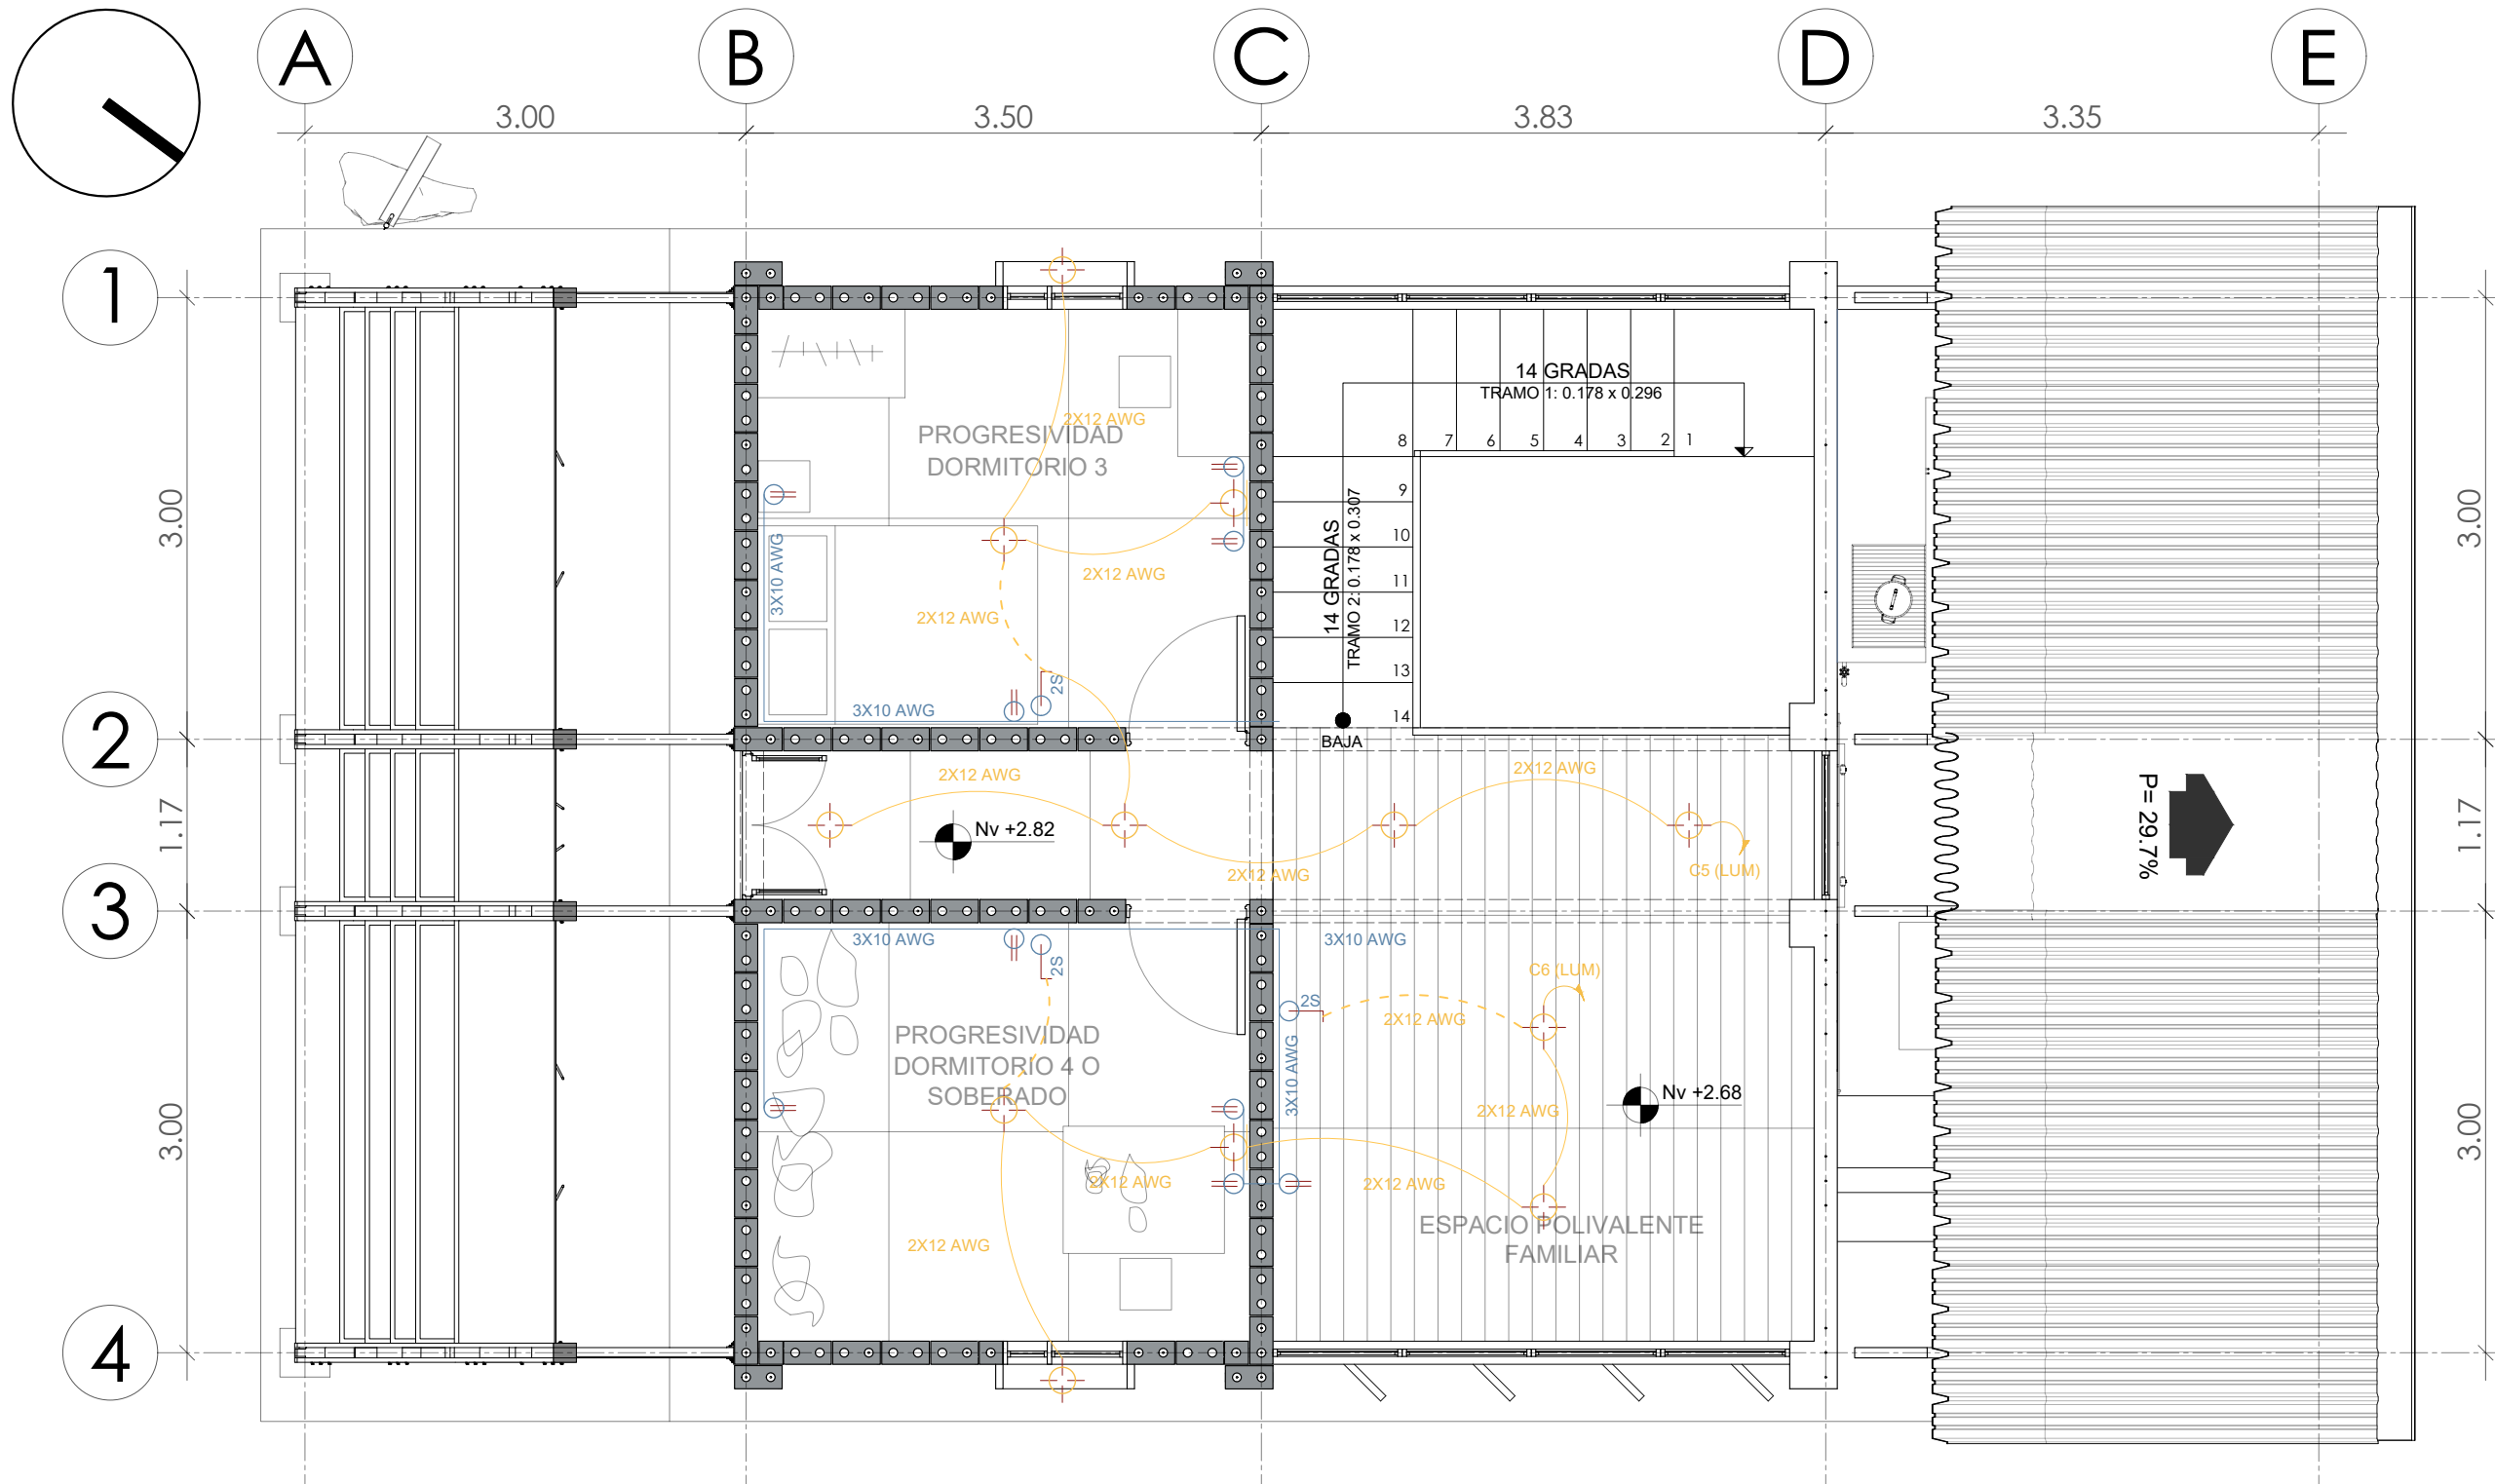 A
B
C
D
E
3.00
3.50
3.83
3.35
1
2
3
4
3.00
1.17
3.00
3.00
1.17
3.00
14 GRADAS
TRAMO 1: 0.178 x 0.296
2X12 AWG
PROGRESIVIDAD
DORMITORIO 3
8
7
6
5
4
3
2
1
9
10
11
12
13
14
14 GRADAS
TRAMO 2: 0.178 x 0.307
3X10 AWG
2X12 AWG
2X12 AWG
2S
3X10 AWG
BAJA
2X12 AWG
2X12 AWG
Nv +2.82
P= 29.7%
2X12 AWG
C5 (LUM)
3X10 AWG
3X10 AWG
2S
C6 (LUM)
2S
2X12 AWG
PROGRESIVIDAD
DORMITORIO 4 O
SOBERADO
3X10 AWG
Nv +2.68
2X12 AWG
2X12 AWG
2X12 AWG
2X12 AWG
ESPACIO POLIVALENTE
FAMILIAR